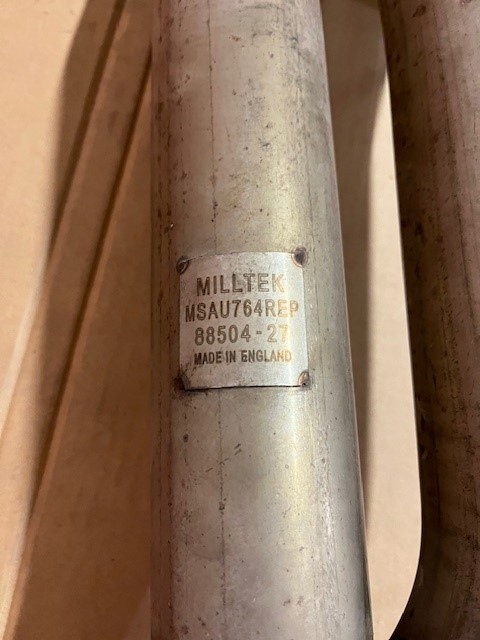 MILLTEK
MSAU764REP
88504-27
MADE IN ENGLAND